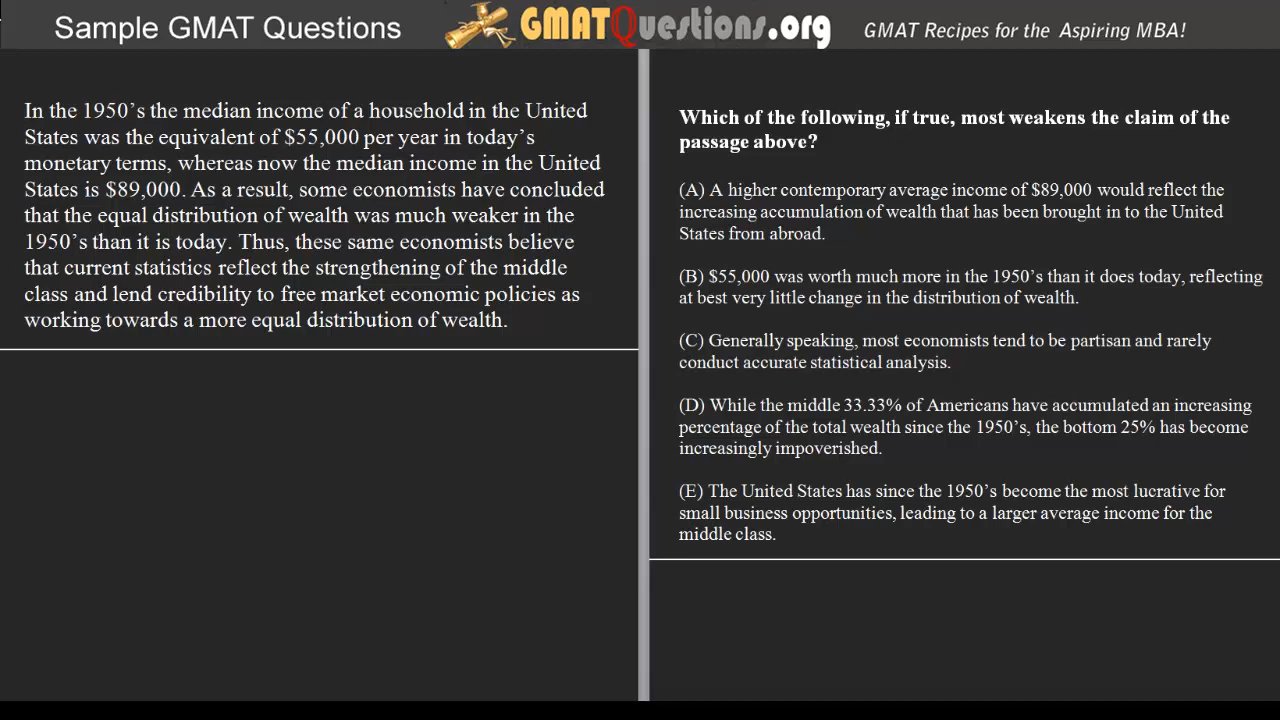 Sample GMAT Questions
GMATQuestions.org
GMAT Recipes for the Aspiring MBA!
In the 1950's the median income of a household in the United
States was the equivalent of $55,000 per year in today's
monetary terms, whereas now the median income in the United
States is $89,000. As a result, some economists have concluded
that the equal distribution of wealth was much weaker in the
1950's than it is today. Thus, these same economists believe
that current statistics reflect the strengthening of the middle
class and lend credibility to free market economic policies as
working towards a more equal distribution of wealth.
Which of the following, if true, most weakens the claim of the
passage above?
(A) A higher contemporary average income of $89,000 would reflect the
increasing accumulation of wealth that has been brought in to the United
States from abroad.
(B) $55,000 was worth much more in the 1950's than it does today, reflecting
at best very little change in the distribution of wealth.
(C) Generally speaking, most economists tend to be partisan and rarely
conduct accurate statistical analysis.
(D) While the middle 33.33% of Americans have accumulated an increasing
percentage of the total wealth since the 1950's, the bottom 25% has become
increasingly impoverished.
(E) The United States has since the 1950's become the most lucrative for
small business opportunities, leading to a larger average income for the
middle class.